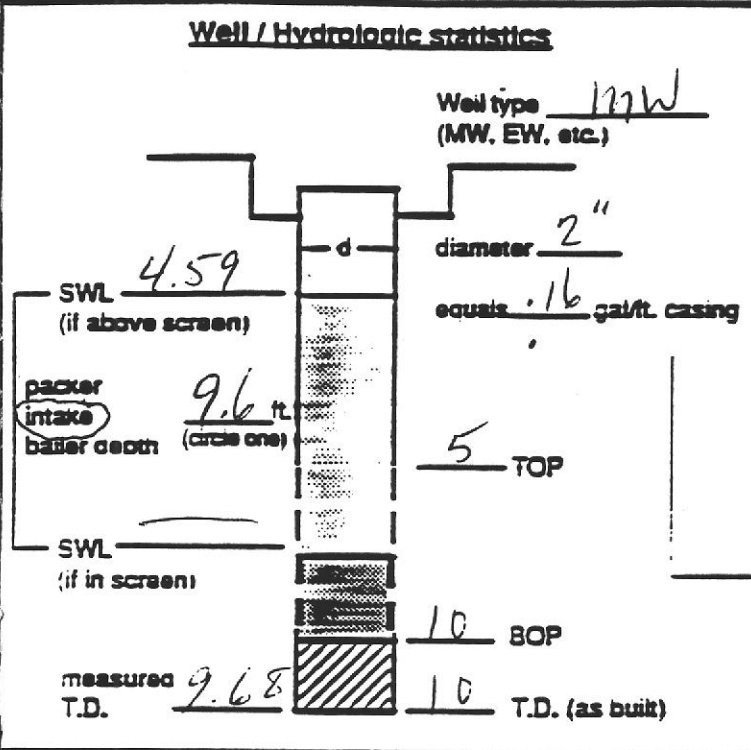 Well / Hydrologic statistics
Well type MW
(MW, EW, etc.)
d
diameter 2"
equals .16 gal/ft. casing
SWL 4.59
(if above screen)
packer
intake 9.6 ft.
bailer depth (circle one)
5 TOP
SWL —
(if in screen)
10 BOP
measured
T.D. 9.68
10 T.D. (as built)